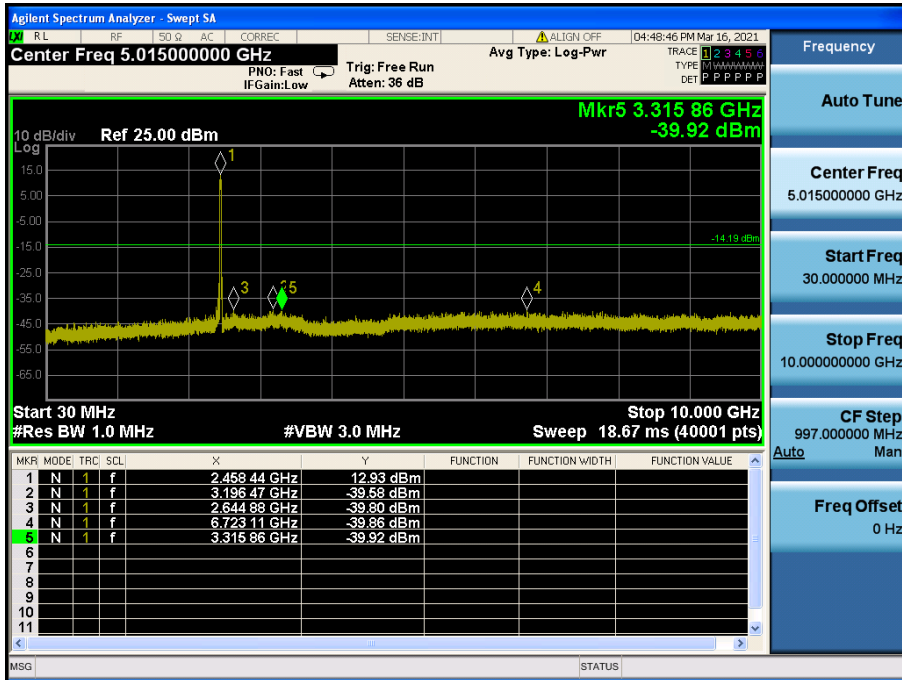 Agilent Spectrum Analyzer - Swept SA
LXI RL RF 50 Ω AC CORREC SENSE:INT ALIGN OFF 04:48:46 PM Mar 16, 2021
Center Freq 5.015000000 GHz
PNO: Fast
IFGain:Low
Trig: Free Run
Atten: 36 dB
Avg Type: Log-Pwr
TRACE 1 2 3 4 5 6
TYPE M
DET P P P P P P
Mkr5 3.315 86 GHz
-39.92 dBm
10 dB/div Ref 25.00 dBm
Log
15.0
5.00
-5.00
-15.0
-25.0
-35.0
-45.0
-55.0
-65.0
1
-14.19 dBm
3
5
4
Start 30 MHz Stop 10.000 GHz
#Res BW 1.0 MHz #VBW 3.0 MHz Sweep 18.67 ms (40001 pts)
MKR MODE TRC SCL X Y FUNCTION FUNCTION WIDTH FUNCTION VALUE
1 N 1 f 2.458 44 GHz 12.93 dBm
2 N 1 f 3.196 47 GHz -39.58 dBm
3 N 1 f 2.644 88 GHz -39.80 dBm
4 N 1 f 6.723 11 GHz -39.86 dBm
5 N 1 f 3.315 86 GHz -39.92 dBm
6
7
8
9
10
11
MSG STATUS
Frequency
Auto Tune
Center Freq
5.015000000 GHz
Start Freq
30.000000 MHz
Stop Freq
10.000000000 GHz
CF Step
997.000000 MHz
Auto Man
Freq Offset
0 Hz